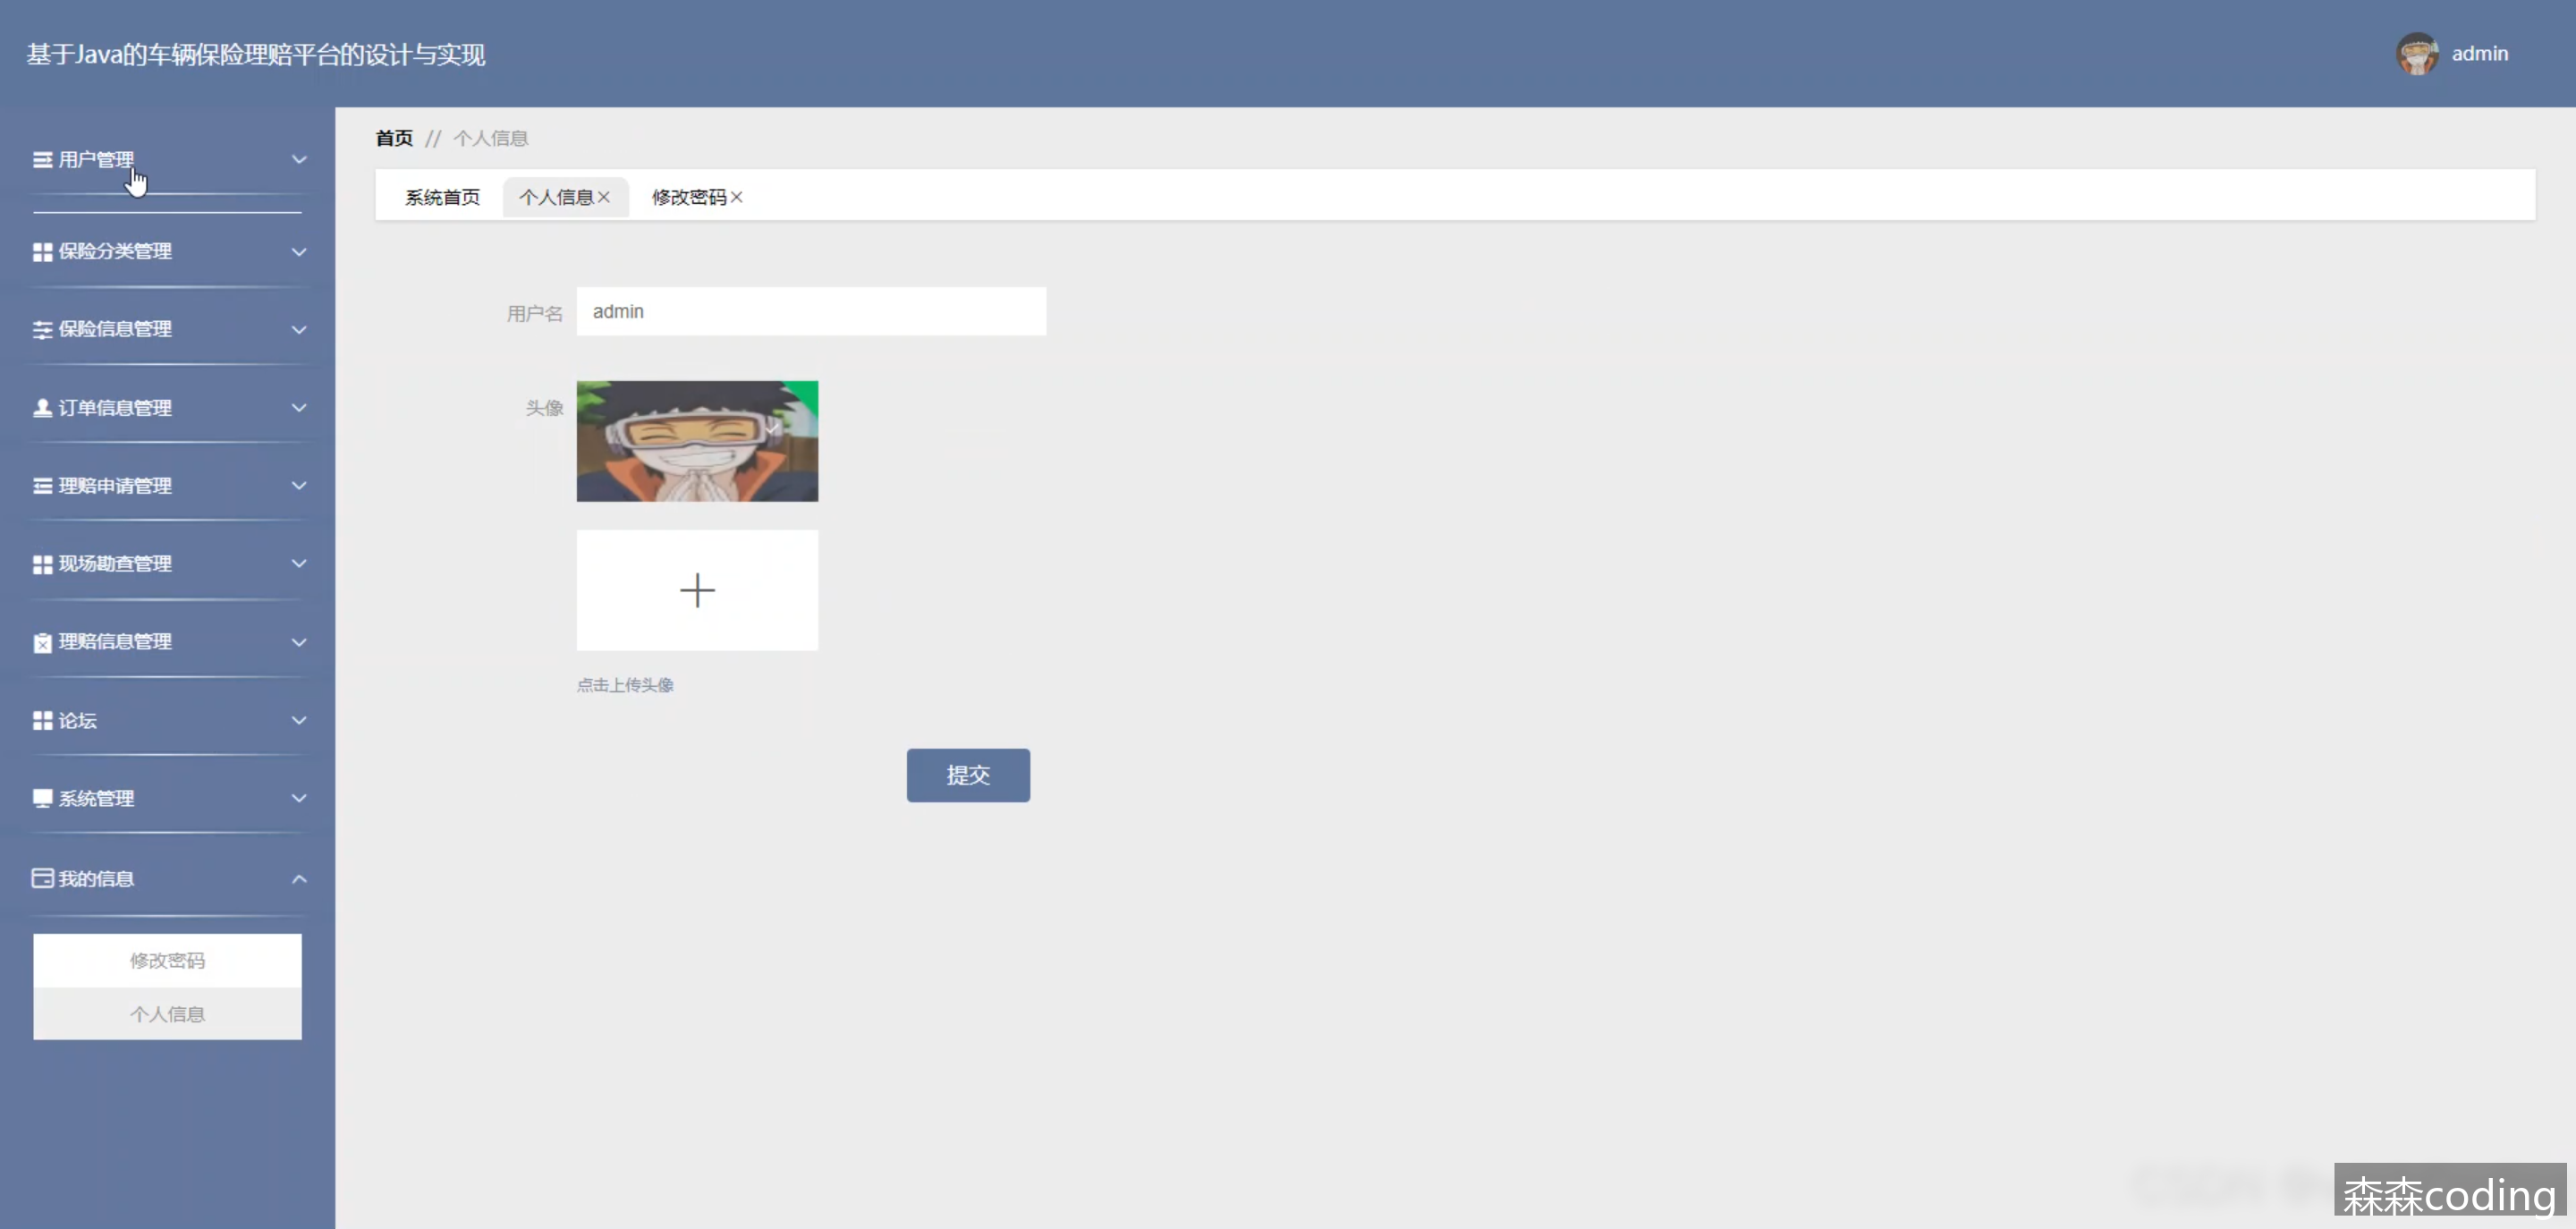 基于Java的车辆保险理赔平台的设计与实现
admin
用户管理
保险分类管理
保险信息管理
订单信息管理
理赔申请管理
现场勘查管理
理赔信息管理
论坛
系统管理
我的信息
修改密码
个人信息
首页 // 个人信息
系统首页 个人信息 修改密码
用户名 admin
头像
点击上传头像
提交
森森coding